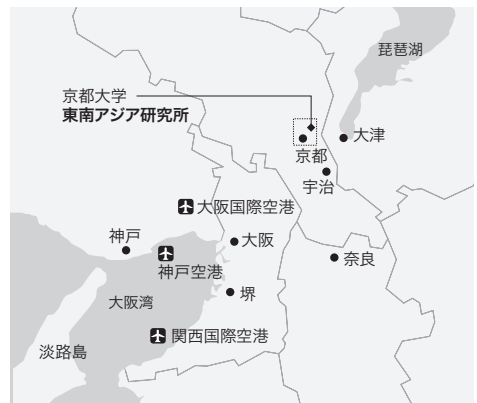 琵琶湖
京都大学
東南アジア研究所
大津
京都
宇治
大阪国際空港
神戸
大阪
神戸空港
奈良
堺
大阪湾
関西国際空港
淡路島